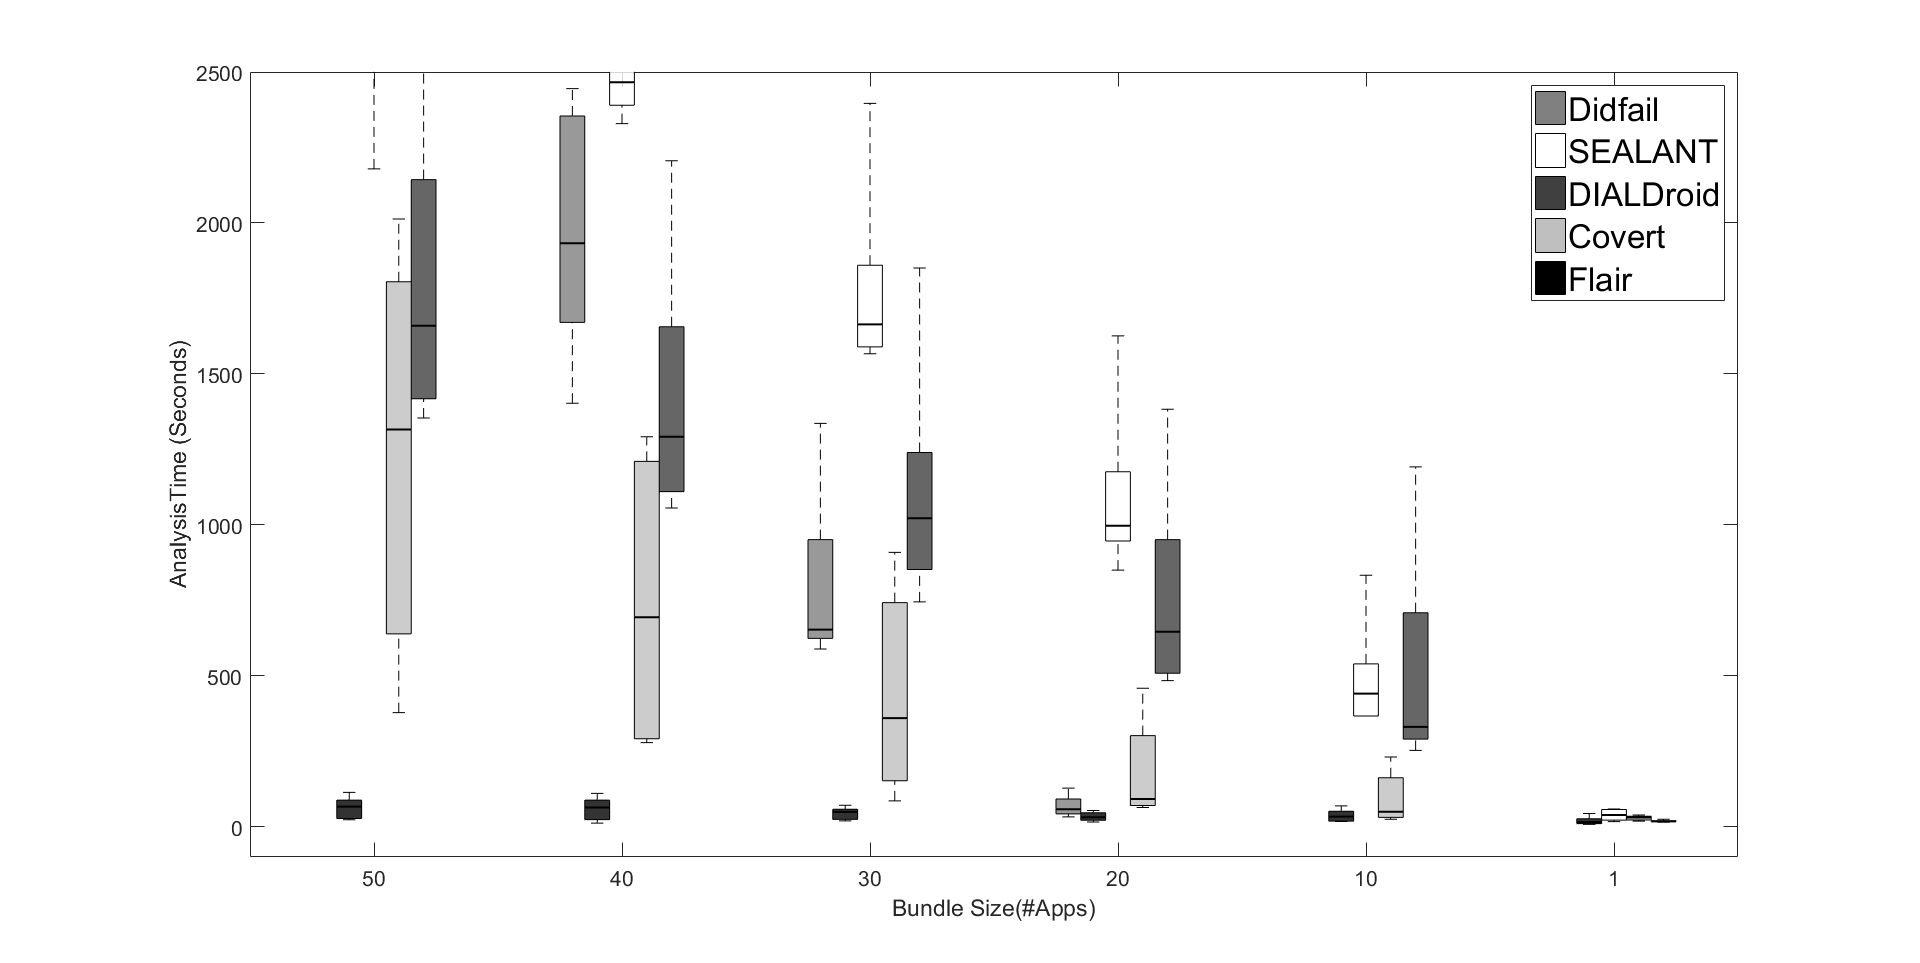 2500
2000
1500
1000
500
0
AnalysisTime (Seconds)
50
40
30
20
10
1
Bundle Size(#Apps)
Didfail
SEALANT
DIALDroid
Covert
Flair